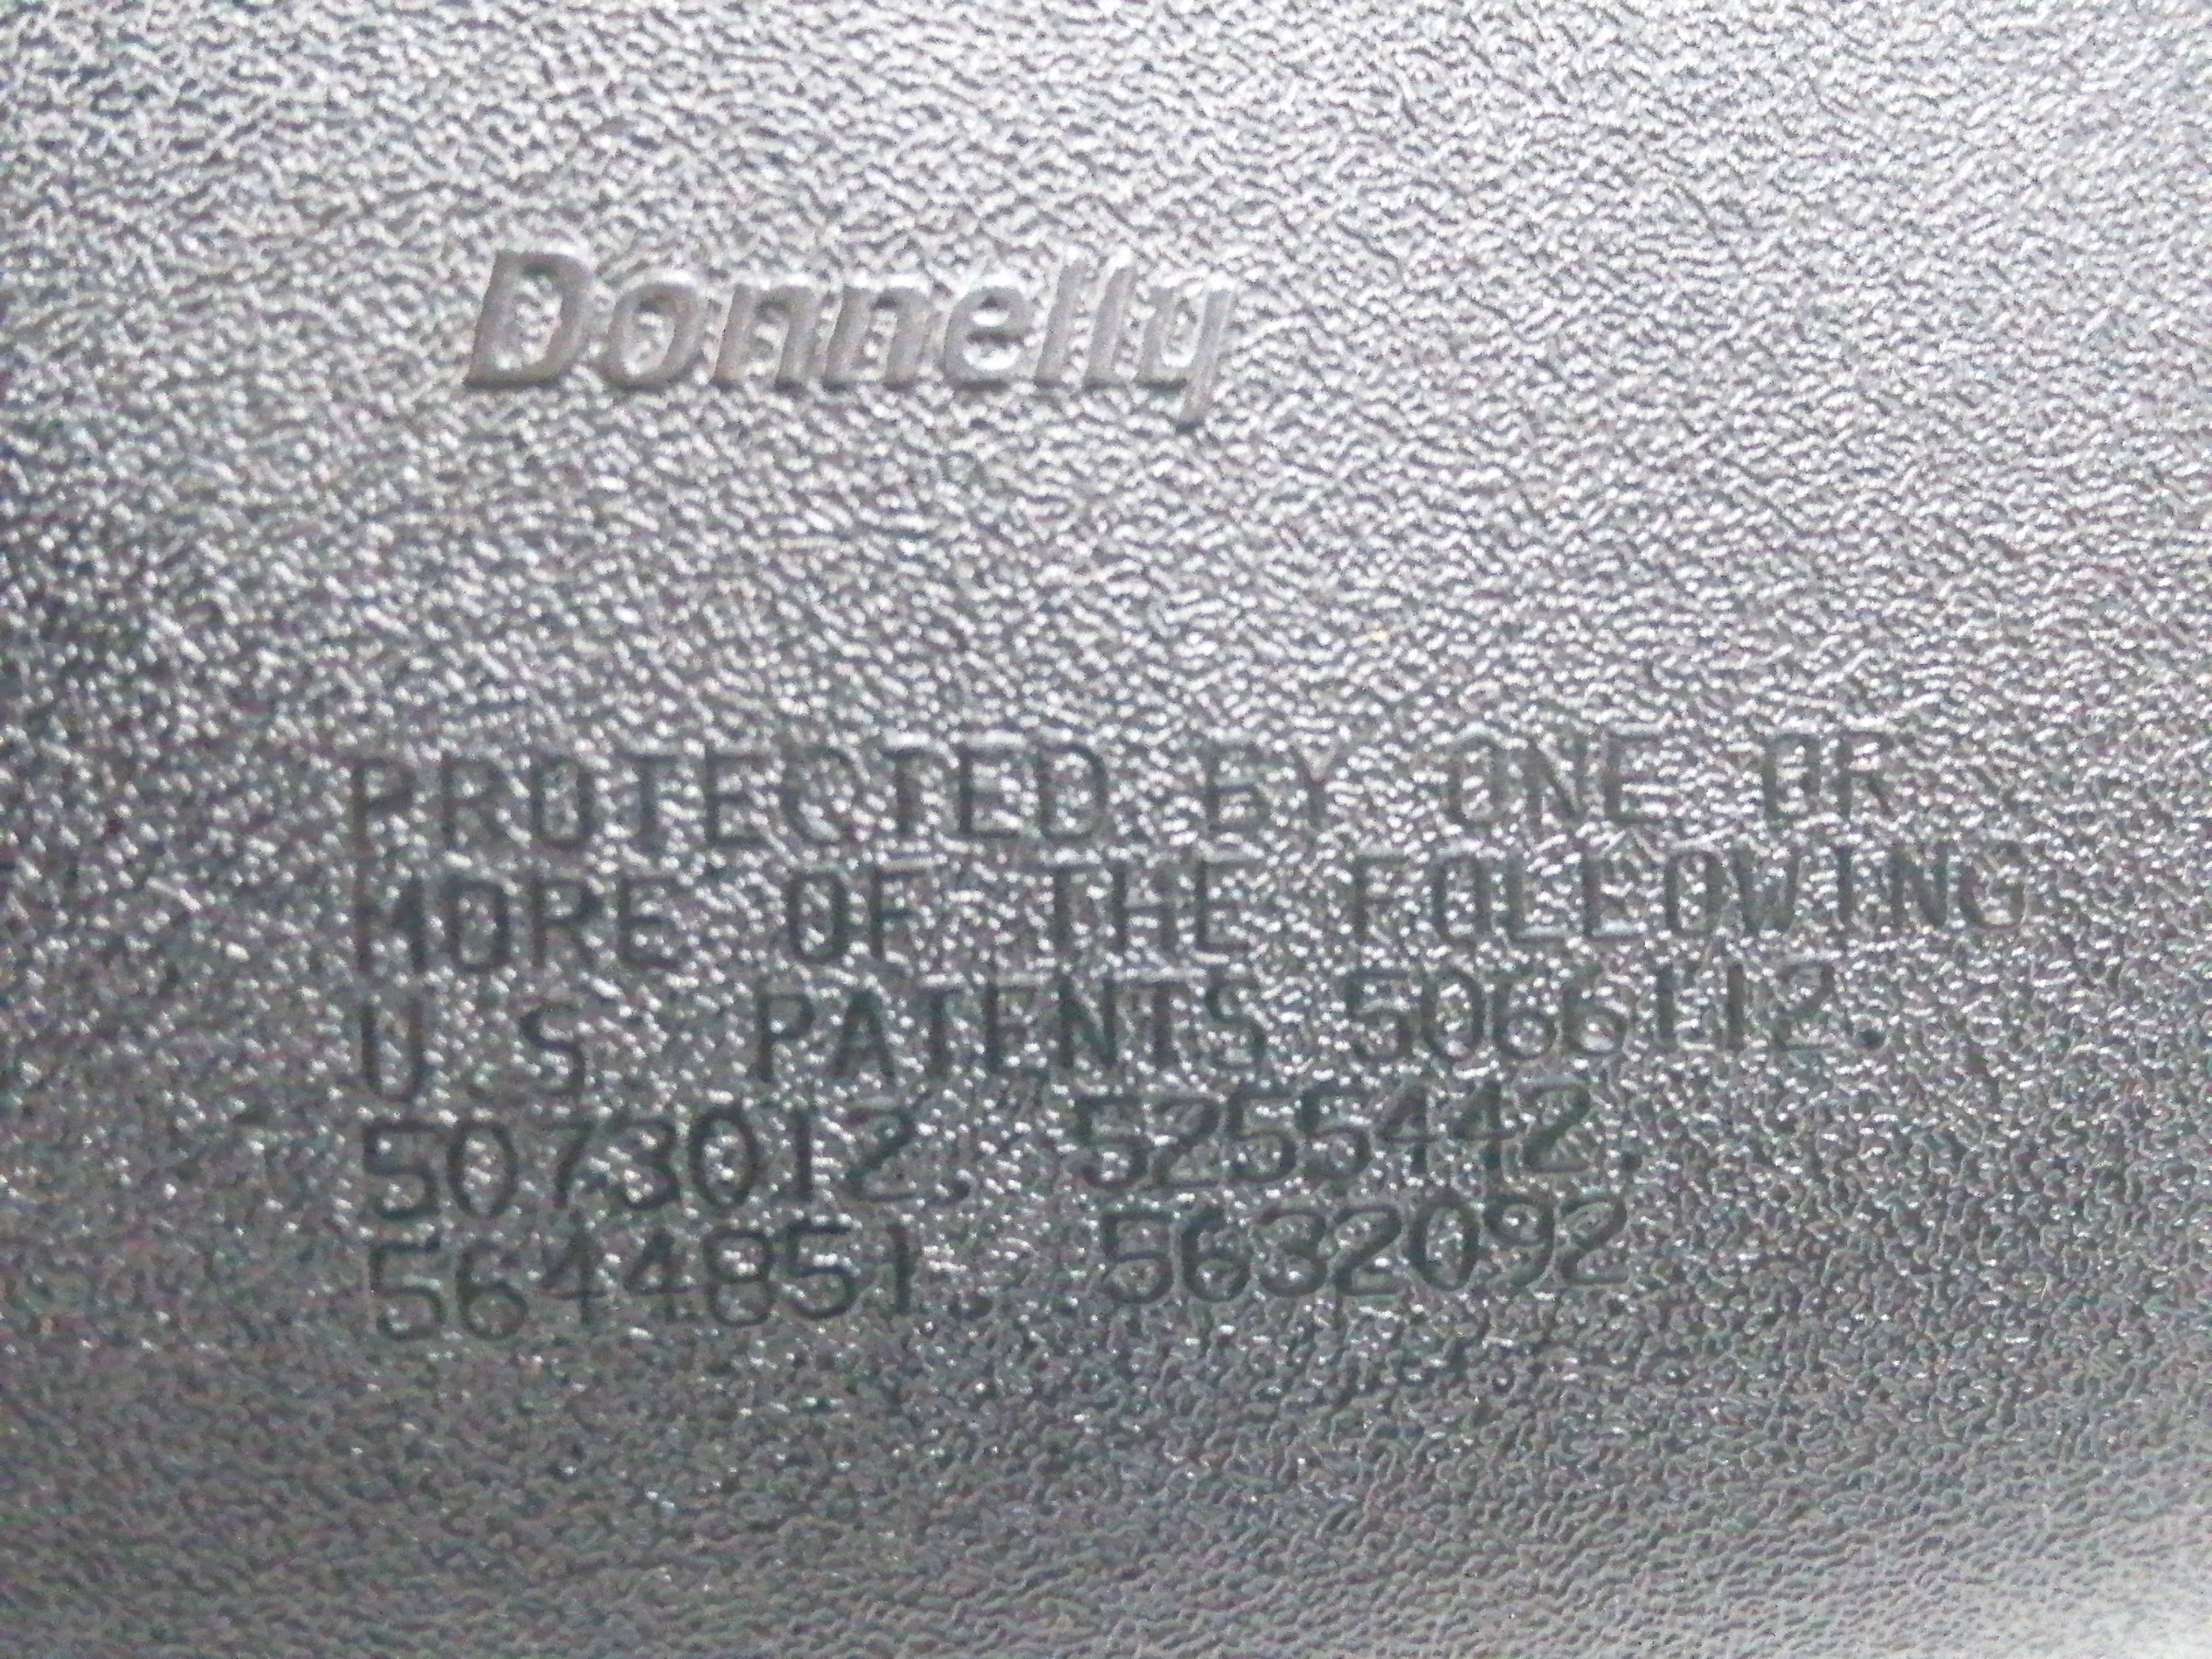 Donnelly
PROTECTED BY ONE OR
MORE OF THE FOLLOWING
U.S. PATENTS 5066112,
5073012, 5255442,
5644851, 5632092